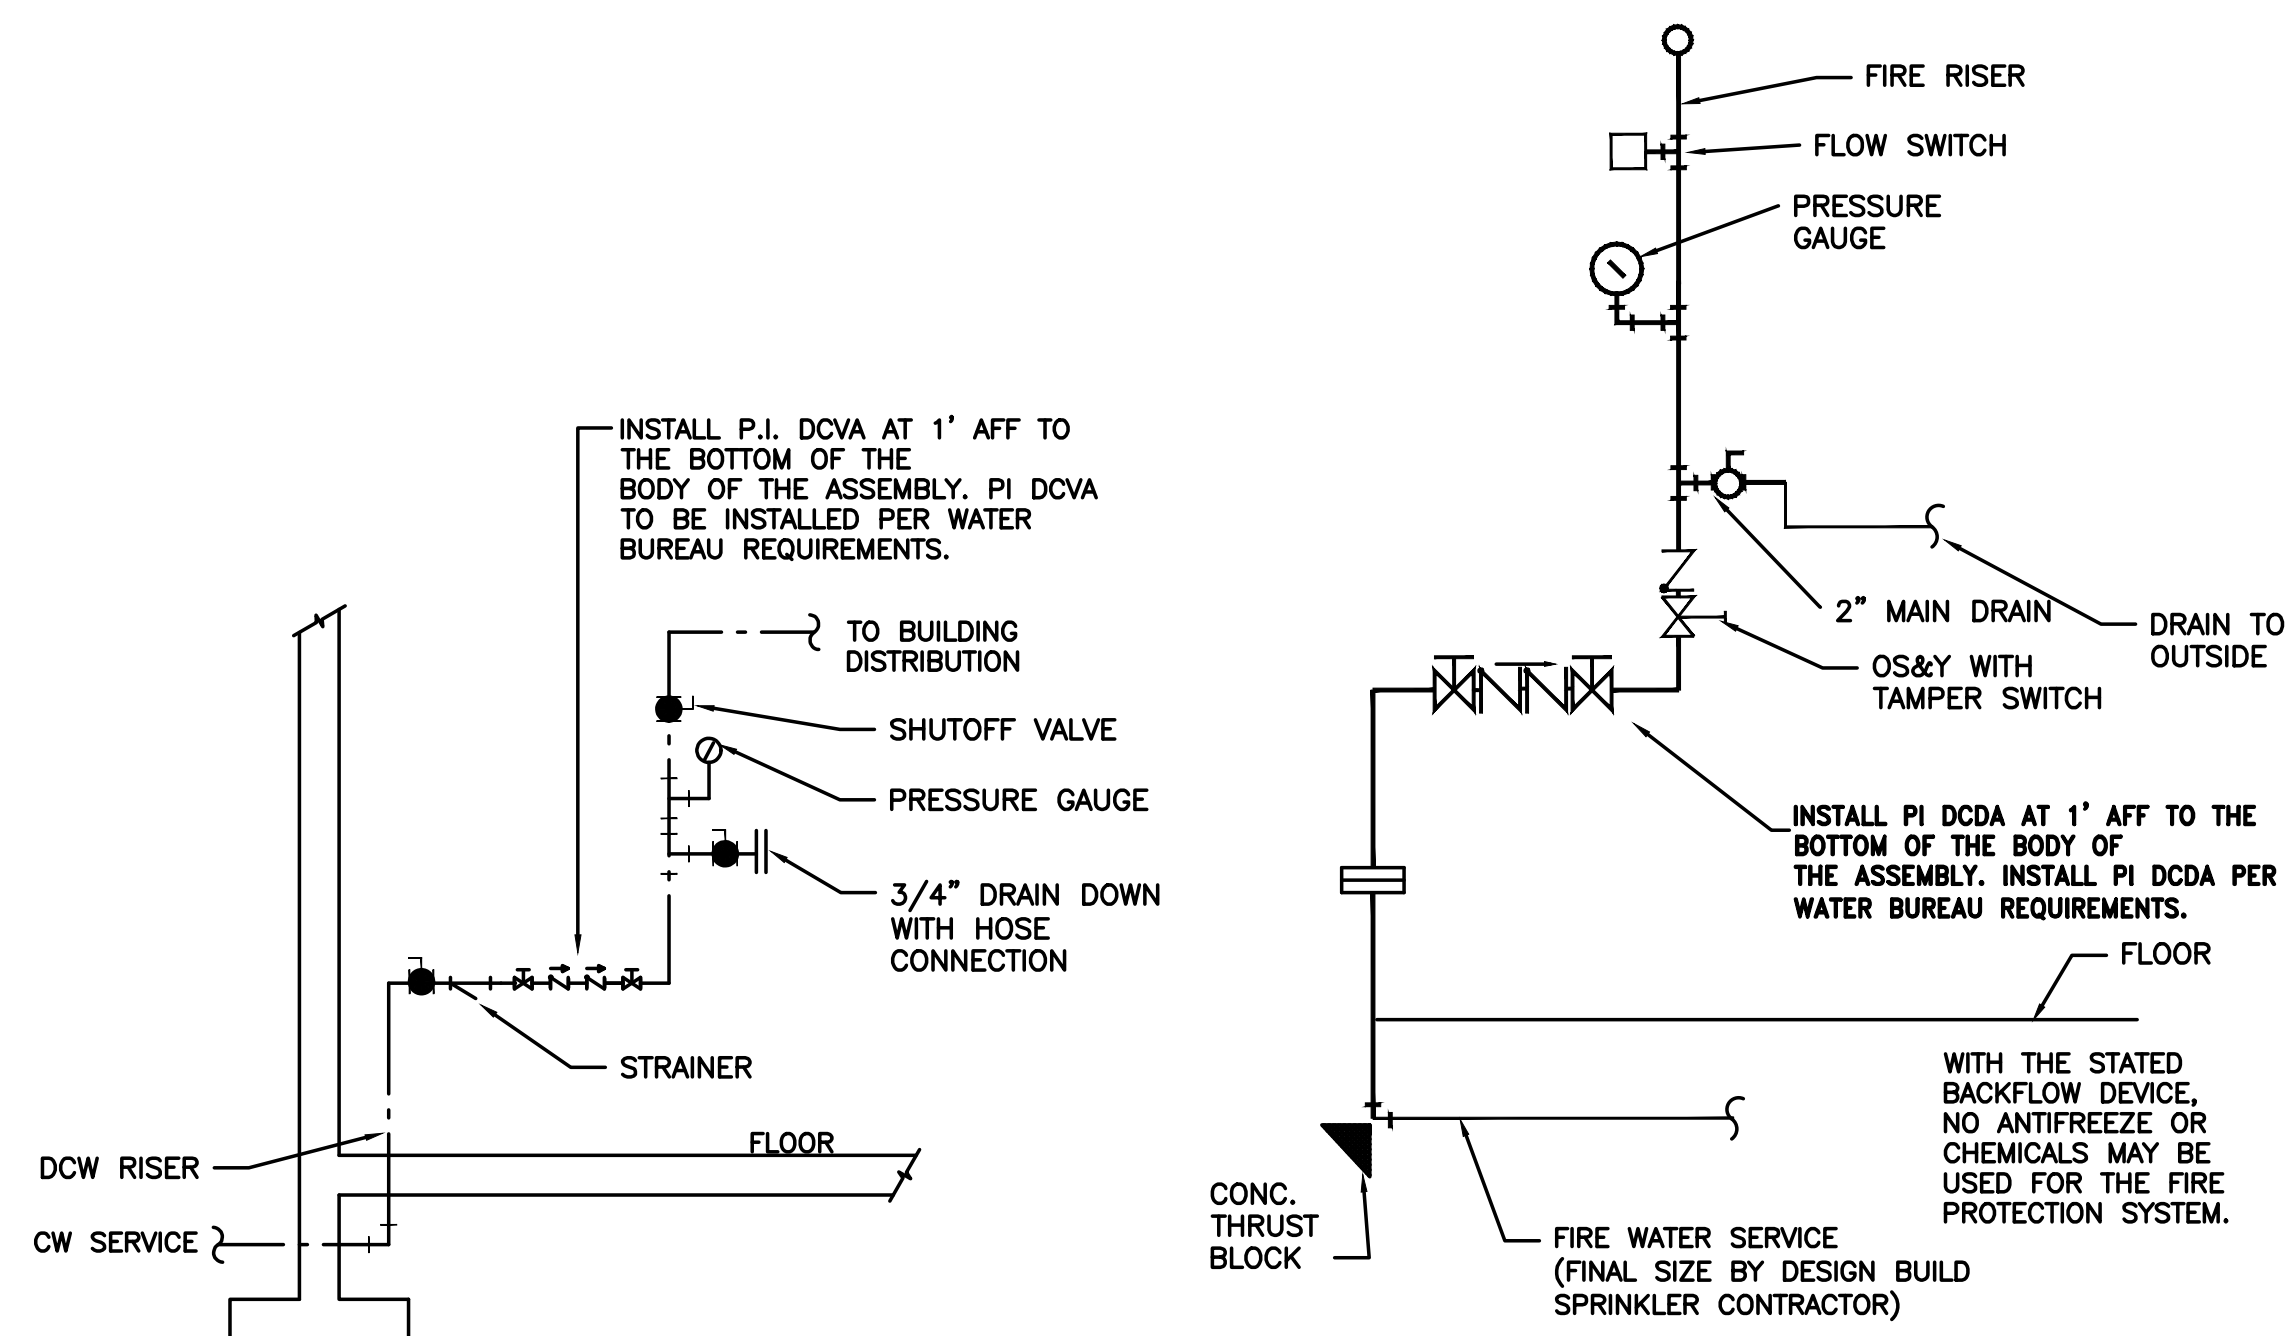 INSTALL P.I. DCVA AT 1' AFF TO
THE BOTTOM OF THE
BODY OF THE ASSEMBLY. PI DCVA
TO BE INSTALLED PER WATER
BUREAU REQUIREMENTS.
TO BUILDING
DISTRIBUTION
SHUTOFF VALVE
PRESSURE GAUGE
3/4" DRAIN DOWN
WITH HOSE
CONNECTION
STRAINER
FLOOR
DCW RISER
CW SERVICE
FIRE RISER
FLOW SWITCH
PRESSURE
GAUGE
2" MAIN DRAIN
DRAIN TO
OUTSIDE
OS&Y WITH
TAMPER SWITCH
INSTALL PI DCDA AT 1' AFF TO THE
BOTTOM OF THE BODY OF
THE ASSEMBLY. INSTALL PI DCDA PER
WATER BUREAU REQUIREMENTS.
FLOOR
WITH THE STATED
BACKFLOW DEVICE,
NO ANTIFREEZE OR
CHEMICALS MAY BE
USED FOR THE FIRE
PROTECTION SYSTEM.
CONC.
THRUST
BLOCK
FIRE WATER SERVICE
(FINAL SIZE BY DESIGN BUILD
SPRINKLER CONTRACTOR)